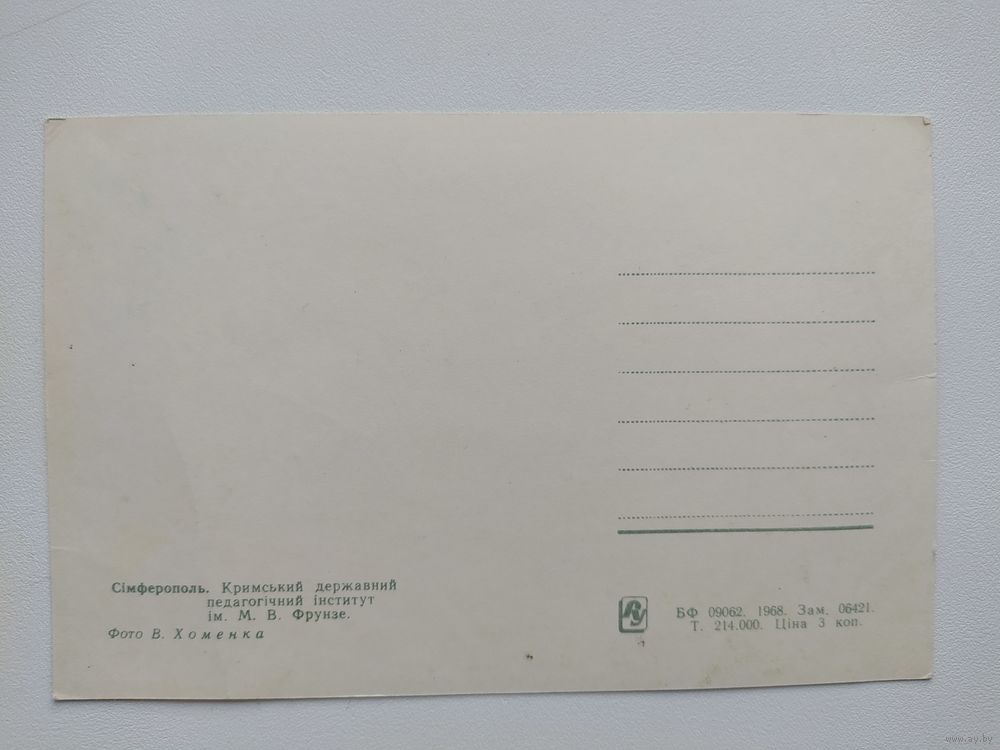 Сімферополь. Кримський державний
педагогічний інститут
ім. М. В. Фрунзе.
Фото В. Хоменка
БФ 09062. 1968. Зам. 06421.
Т. 214.000. Ціна 3 коп.
www.ay.by